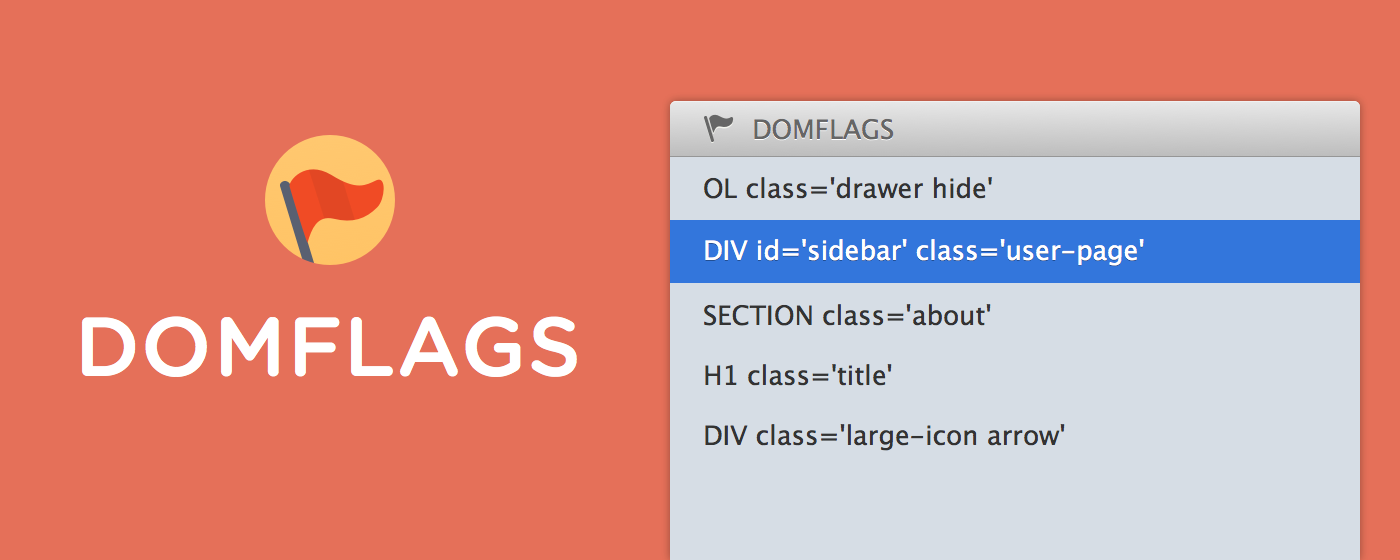 DOMFLAGS
DOMFLAGS
OL class='drawer hide'
DIV id='sidebar' class='user-page'
SECTION class='about'
H1 class='title'
DIV class='large-icon arrow'